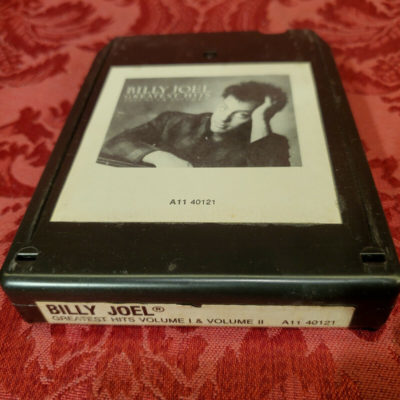 BILLY JOEL
GREATEST HITS
A11 40121
BILLY JOEL®
GREATEST HITS VOLUME I & VOLUME II A11 40121